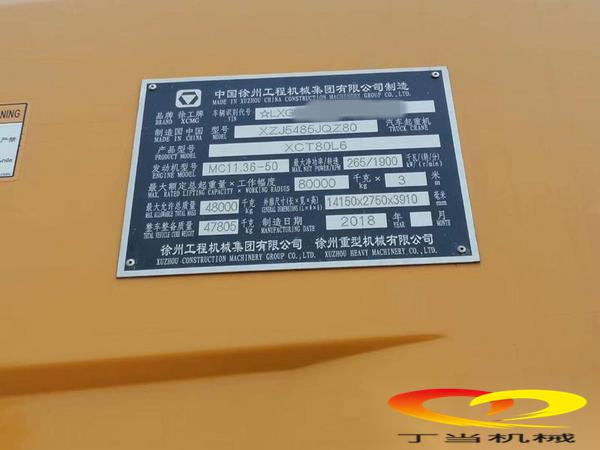 中国徐州工程机械集团有限公司制造
MADE IN XUZHOU CHINA CONSTRUCTION MACHINERY GROUP CO.,LTD.
品牌 徐工牌 车辆识别代号 ☆LXG
BRAND XCMG VIN
制造国 中国 型号 XZJ5485JQZ80 汽车起重机
MODEL TRUCK CRANE
产品型号 XCT80L6
PRODUCT MODEL
发动机型号 MC11.36-50 最大净功率/转速 265/1900 千瓦/(转/分)
ENGINE MODEL MAX. NET POWER/RPM kW/(r/min)
最大额定总起重量×工作幅度 80000 千克 × 3 米
MAX. RATED LIFTING CAPACITY × WORKING RADIUS kg m
最大允许总质量 48000 千克 外形尺寸(长×宽×高) 14150x2750x3910 毫米
MAX. ALLOWABLE TOTAL MASS kg GENERAL DIMENSIONS (L×W×H) mm
整车整备质量 47805 千克 制造日期 2018 年 月
TOTAL VEHICLE CURB WEIGHT kg MANUFACTURING DATE YEAR MONTH
徐州工程机械集团有限公司 徐州重型机械有限公司
XUZHOU CONSTRUCTION MACHINERY GROUP CO.,LTD. XUZHOU HEAVY MACHINERY CO.,LTD.
丁当机械